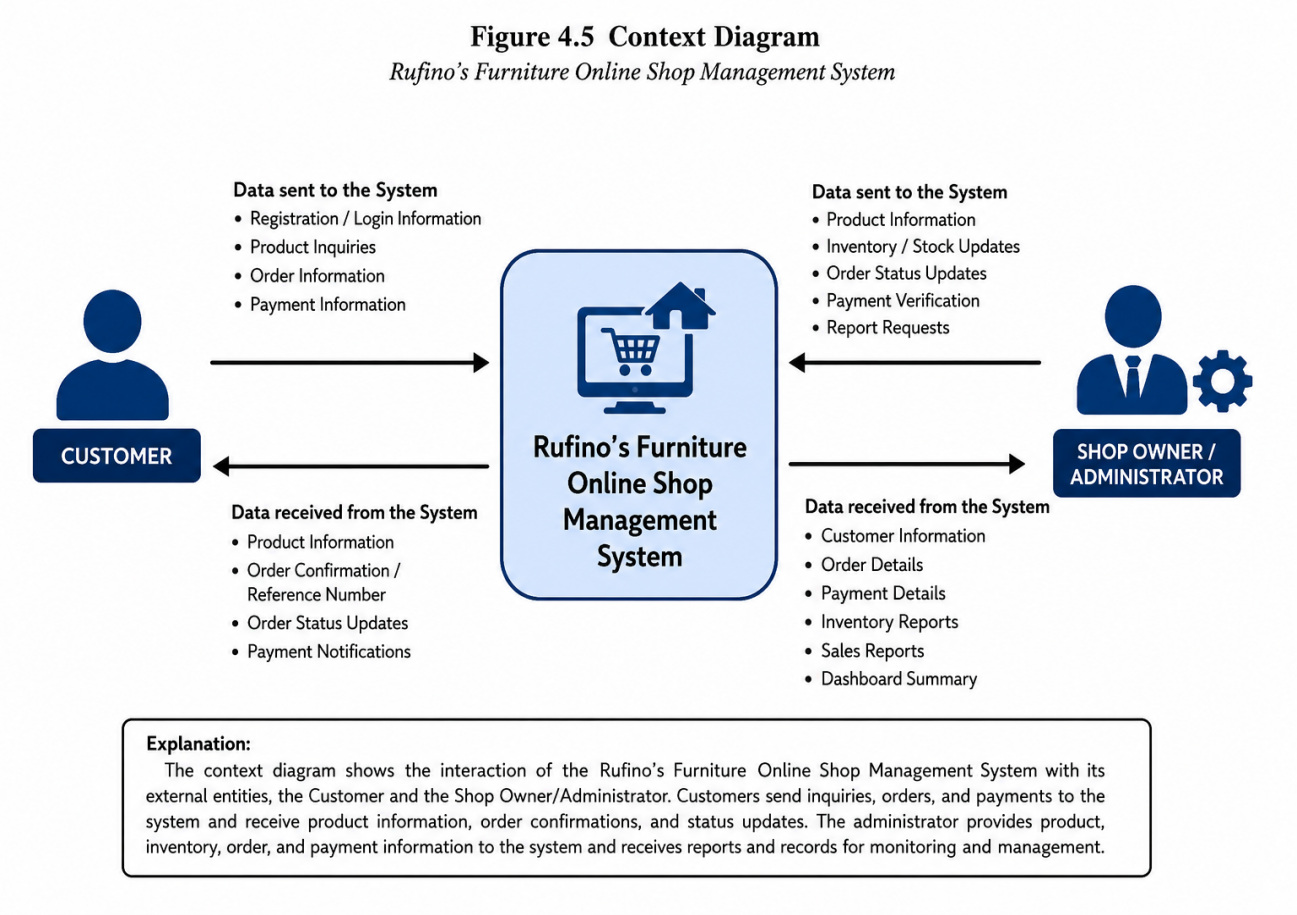 Figure 4.5 Context Diagram
Rufino's Furniture Online Shop Management System
Data sent to the System
• Registration / Login Information
• Product Inquiries
• Order Information
• Payment Information
CUSTOMER
Data received from the System
• Product Information
• Order Confirmation /
Reference Number
• Order Status Updates
• Payment Notifications
Rufino's Furniture
Online Shop
Management
System
Data sent to the System
• Product Information
• Inventory / Stock Updates
• Order Status Updates
• Payment Verification
• Report Requests
SHOP OWNER /
ADMINISTRATOR
Data received from the System
• Customer Information
• Order Details
• Payment Details
• Inventory Reports
• Sales Reports
• Dashboard Summary
Explanation:
The context diagram shows the interaction of the Rufino's Furniture Online Shop Management System with its
external entities, the Customer and the Shop Owner/Administrator. Customers send inquiries, orders, and payments to the
system and receive product information, order confirmations, and status updates. The administrator provides product,
inventory, order, and payment information to the system and receives reports and records for monitoring and management.